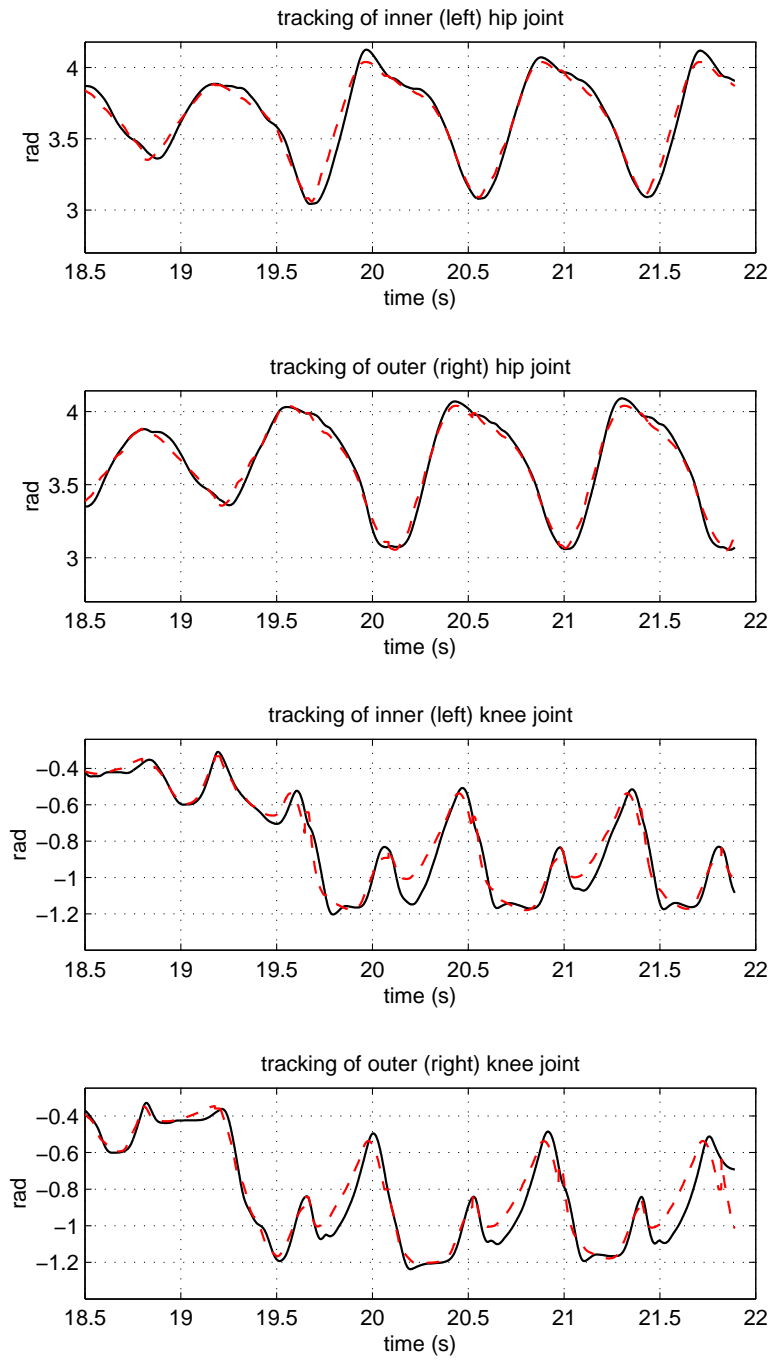 tracking of inner (left) hip joint
4
3.5
3
rad
18.5 19 19.5 20 20.5 21 21.5 22
time (s)
tracking of outer (right) hip joint
4
3.5
3
rad
18.5 19 19.5 20 20.5 21 21.5 22
time (s)
tracking of inner (left) knee joint
−0.4
−0.6
−0.8
−1
−1.2
rad
18.5 19 19.5 20 20.5 21 21.5 22
time (s)
tracking of outer (right) knee joint
−0.4
−0.6
−0.8
−1
−1.2
rad
18.5 19 19.5 20 20.5 21 21.5 22
time (s)